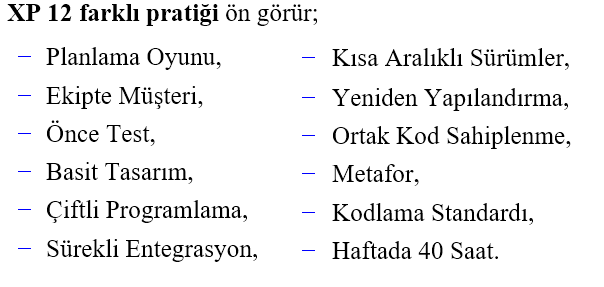 XP 12 farklı pratiği ön görür;
– Planlama Oyunu,
– Ekipte Müşteri,
– Önce Test,
– Basit Tasarım,
– Çiftli Programlama,
– Sürekli Entegrasyon,
– Kısa Aralıklı Sürümler,
– Yeniden Yapılandırma,
– Ortak Kod Sahiplenme,
– Metafor,
– Kodlama Standardı,
– Haftada 40 Saat.